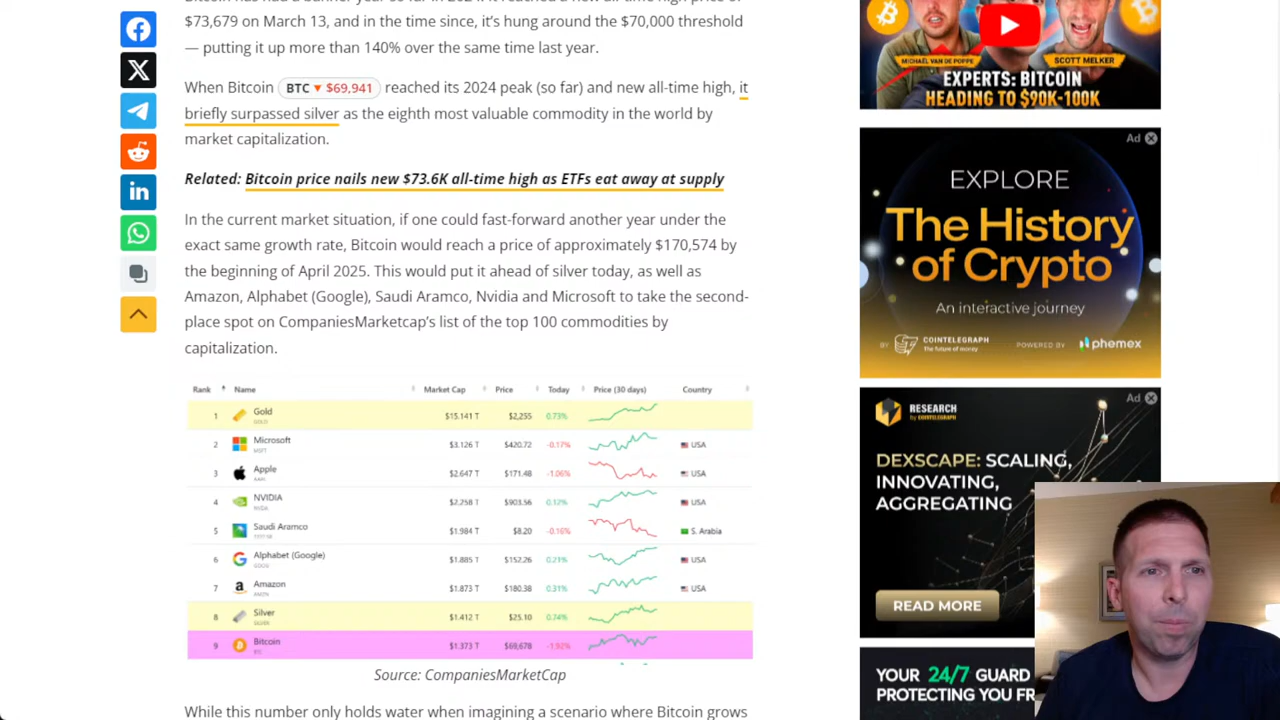 Bitcoin has had a banner year so far in 2024. It reached a new all-time high price of
$73,679 on March 13, and in the time since, it's hung around the $70,000 threshold
— putting it up more than 140% over the same time last year.
When Bitcoin BTC ▼ $69,941 reached its 2024 peak (so far) and new all-time high, it
briefly surpassed silver as the eighth most valuable commodity in the world by
market capitalization.
Related: Bitcoin price nails new $73.6K all-time high as ETFs eat away at supply
In the current market situation, if one could fast-forward another year under the
exact same growth rate, Bitcoin would reach a price of approximately $170,574 by
the beginning of April 2025. This would put it ahead of silver today, as well as
Amazon, Alphabet (Google), Saudi Aramco, Nvidia and Microsoft to take the second-
place spot on CompaniesMarketcap's list of the top 100 commodities by
capitalization.
Rank Name Market Cap Price Today Price (30 days) Country
1 Gold $15.141 T $2,255 0.73%
GOLD
2 Microsoft $3.126 T $420.72 -0.17% USA
MSFT
3 Apple $2.647 T $171.48 -1.06% USA
AAPL
4 NVIDIA $2.258 T $903.56 0.12% USA
NVDA
5 Saudi Aramco $1.984 T $8.20 -0.16% S. Arabia
6 Alphabet (Google) $1.885 T $152.26 0.21% USA
GOOG
7 Amazon $1.873 T $180.38 0.31% USA
AMZN
8 Silver $1.412 T $25.10 0.74%
SILVER
9 Bitcoin $1.373 T $69,678 -1.92%
BTC
Source: CompaniesMarketCap
While this number only holds water when imagining a scenario where Bitcoin grows
MICHAËL VAN DE POPPE
SCOTT MELKER
EXPERTS: BITCOIN
HEADING TO $90K-100K
Ad
EXPLORE
The History
of Crypto
An interactive journey
BY COINTELEGRAPH POWERED BY phemex
The future of money
Ad
RESEARCH
by COINTELEGRAPH
DEXSCAPE: SCALING,
INNOVATING,
AGGREGATING
READ MORE
YOUR 24/7 GUARD
PROTECTING YOU FR